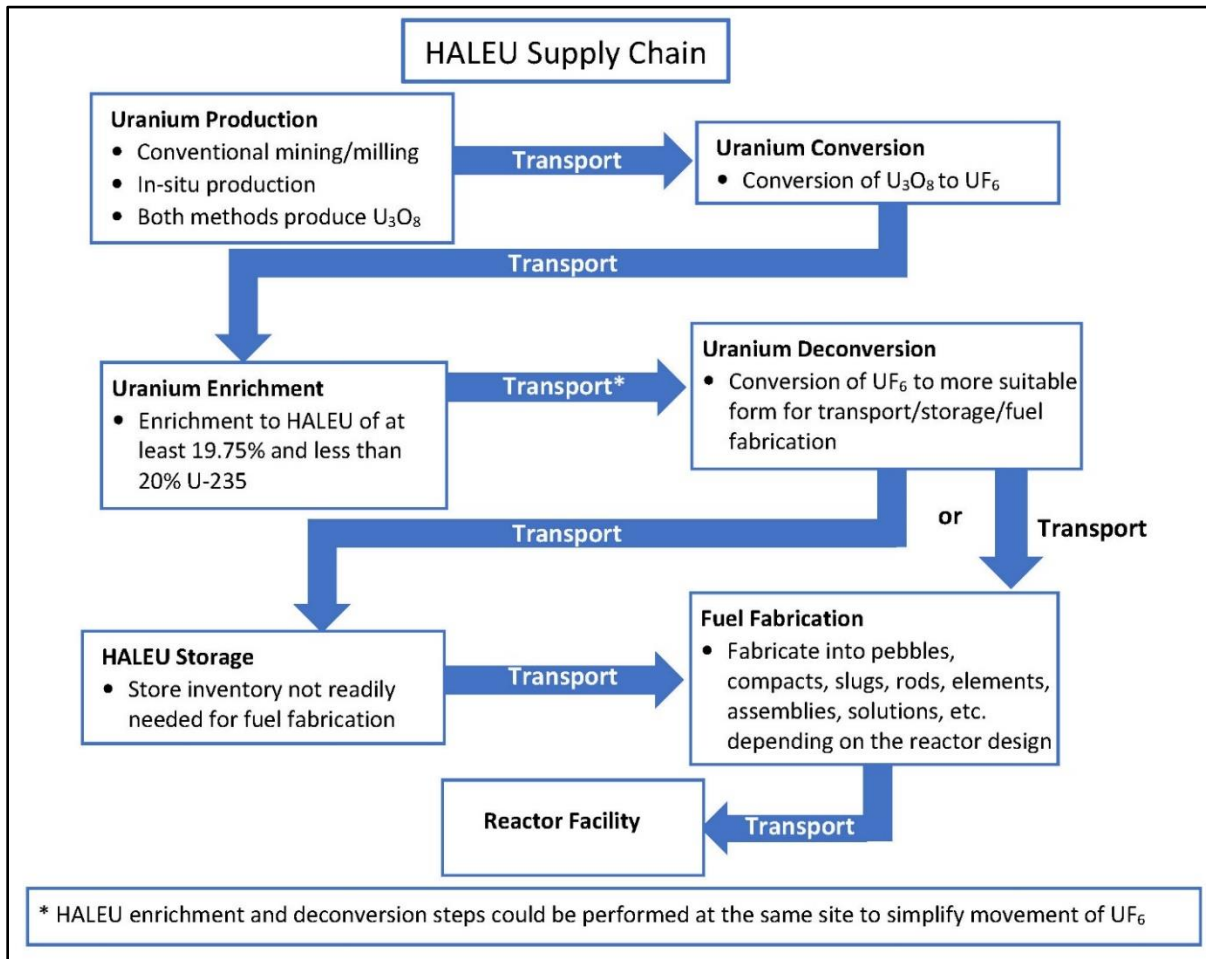 HALEU Supply Chain
Uranium Production
• Conventional mining/milling
• In-situ production
• Both methods produce U₃O₈
Transport
Uranium Conversion
• Conversion of U₃O₈ to UF₆
Transport
Uranium Enrichment
• Enrichment to HALEU of at
least 19.75% and less than
20% U-235
Transport*
Uranium Deconversion
• Conversion of UF₆ to more suitable
form for transport/storage/fuel
fabrication
Transport
or
Transport
HALEU Storage
• Store inventory not readily
needed for fuel fabrication
Transport
Fuel Fabrication
• Fabricate into pebbles,
compacts, slugs, rods, elements,
assemblies, solutions, etc.
depending on the reactor design
Reactor Facility
Transport
* HALEU enrichment and deconversion steps could be performed at the same site to simplify movement of UF₆